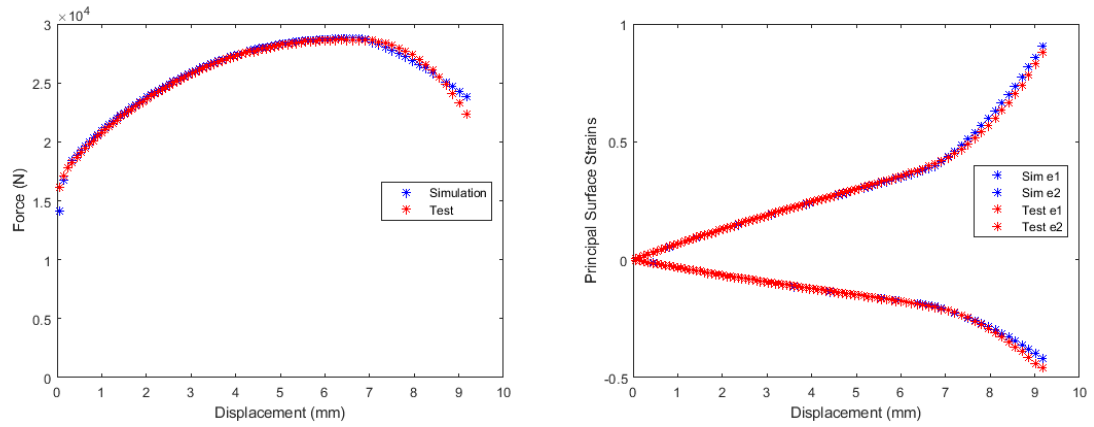 ×10⁴
3
2.5
2
1.5
1
0.5
0
0 1 2 3 4 5 6 7 8 9 10
Force (N)
Displacement (mm)
Simulation
Test
1
0.5
0
-0.5
0 1 2 3 4 5 6 7 8 9 10
Principal Surface Strains
Displacement (mm)
Sim e1
Sim e2
Test e1
Test e2